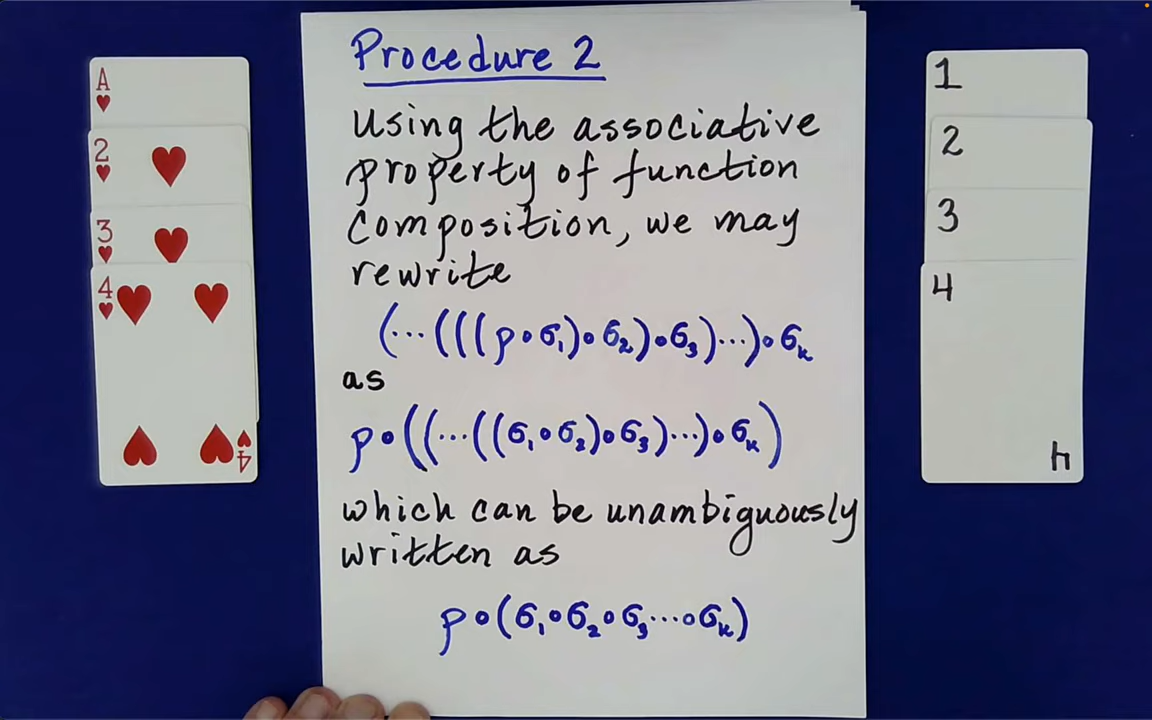 A
2
3
4
4
Procedure 2
Using the associative
property of function
composition, we may
rewrite
(···(((p∘σ₁)∘σ₂)∘σ₃)···)∘σₖ
as
p∘((···((σ₁∘σ₂)∘σ₃)···)∘σₖ)
which can be unambiguously
written as
p∘(σ₁∘σ₂∘σ₃···∘σₖ)
1
2
3
4
4